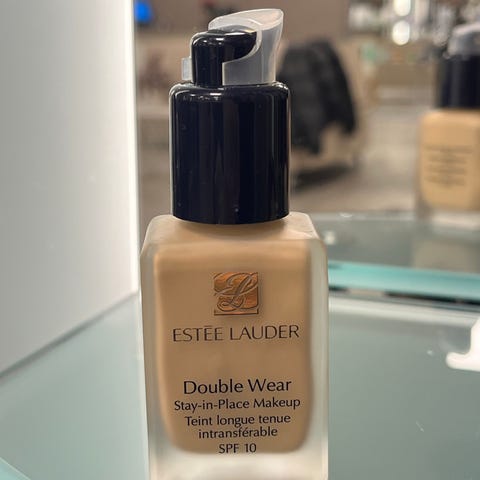 ESTĒE LAUDER
Double Wear
Stay-in-Place Makeup
Teint longue tenue
intransférable
SPF 10